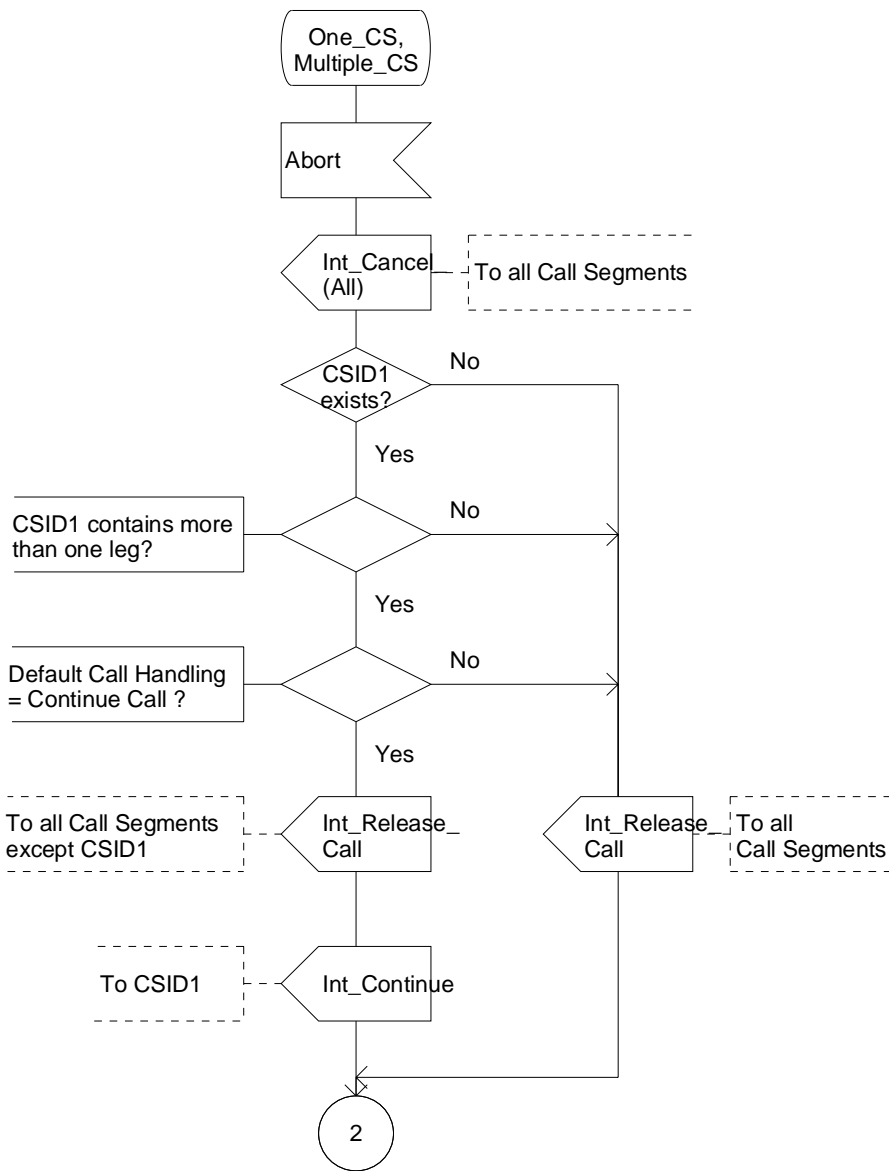 One_CS,
Multiple_CS
Abort
Int_Cancel_
(All)
To all Call Segments
CSID1
exists?
No
Yes
CSID1 contains more
than one leg?
No
Yes
Default Call Handling
= Continue Call ?
No
Yes
To all Call Segments
except CSID1
Int_Release_
Call
Int_Release_
Call
To all
Call Segments
To CSID1
Int_Continue
2